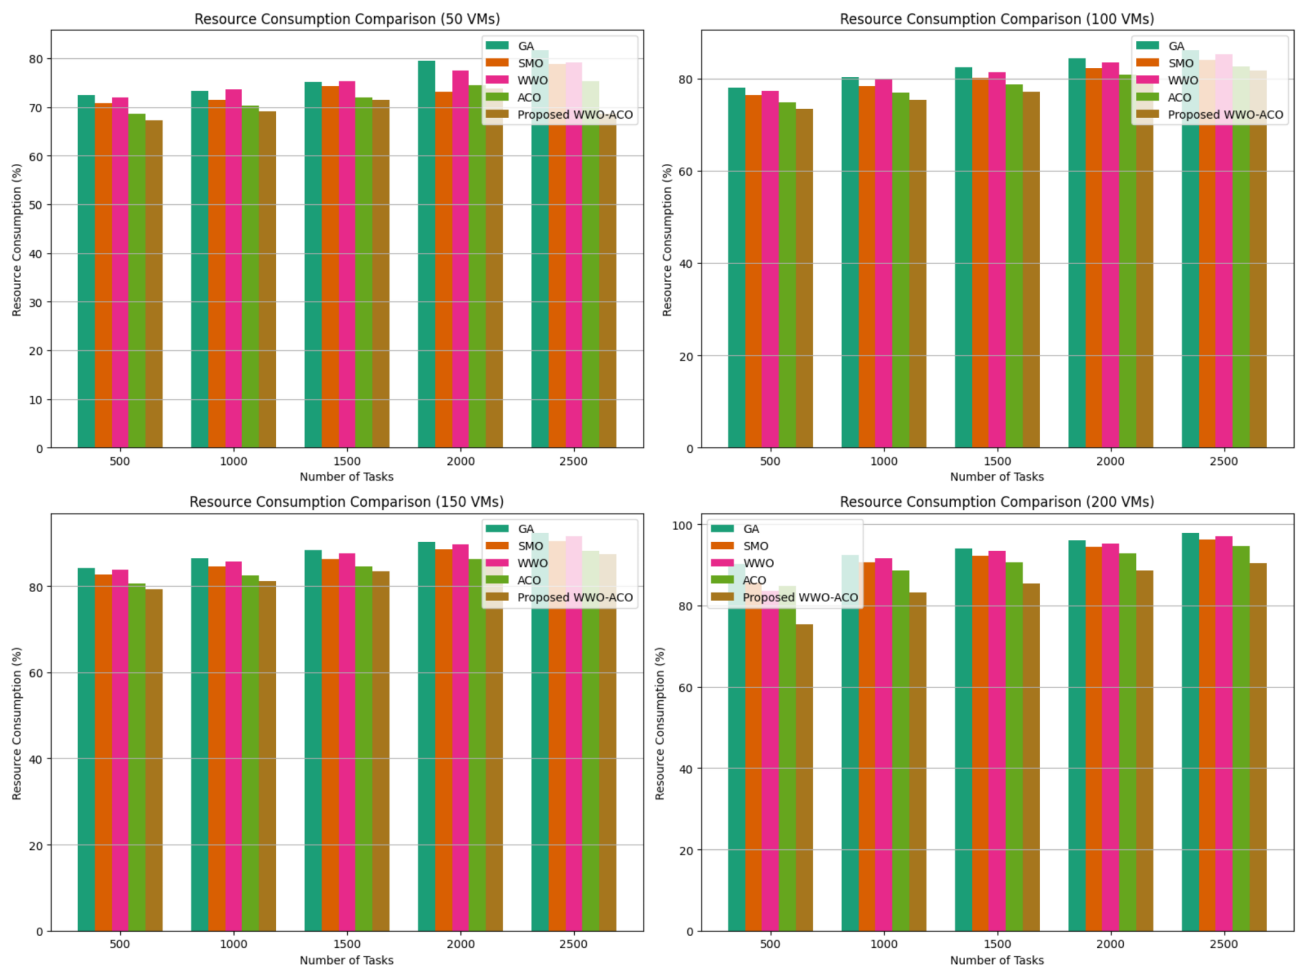 Resource Consumption Comparison (50 VMs)
Resource Consumption (%)
80
70
60
50
40
30
20
10
0
GA
SMO
WWO
ACO
Proposed WWO-ACO
500 1000 1500 2000 2500
Number of Tasks
Resource Consumption Comparison (100 VMs)
Resource Consumption (%)
80
60
40
20
0
GA
SMO
WWO
ACO
Proposed WWO-ACO
500 1000 1500 2000 2500
Number of Tasks
Resource Consumption Comparison (150 VMs)
Resource Consumption (%)
80
60
40
20
0
GA
SMO
WWO
ACO
Proposed WWO-ACO
500 1000 1500 2000 2500
Number of Tasks
Resource Consumption Comparison (200 VMs)
Resource Consumption (%)
100
80
60
40
20
0
GA
SMO
WWO
ACO
Proposed WWO-ACO
500 1000 1500 2000 2500
Number of Tasks